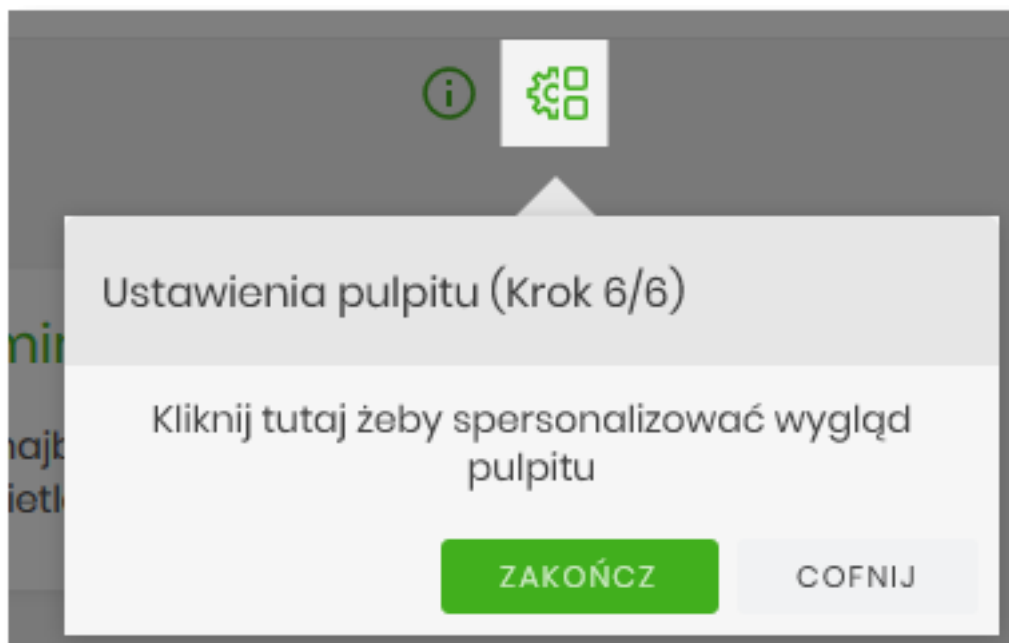 Ustawienia pulpitu (Krok 6/6)
Kliknij tutaj żeby spersonalizować wygląd
pulpitu
ZAKOŃCZ COFNIJ